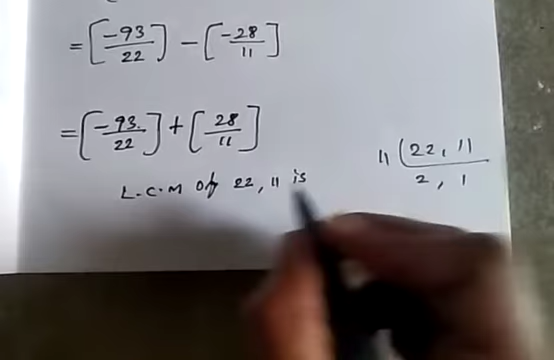 = [-93/22] - [-28/11]
= [-93/22] + [28/11]
11 ( 22, 11
2, 1
L.C.M of 22, 11 is